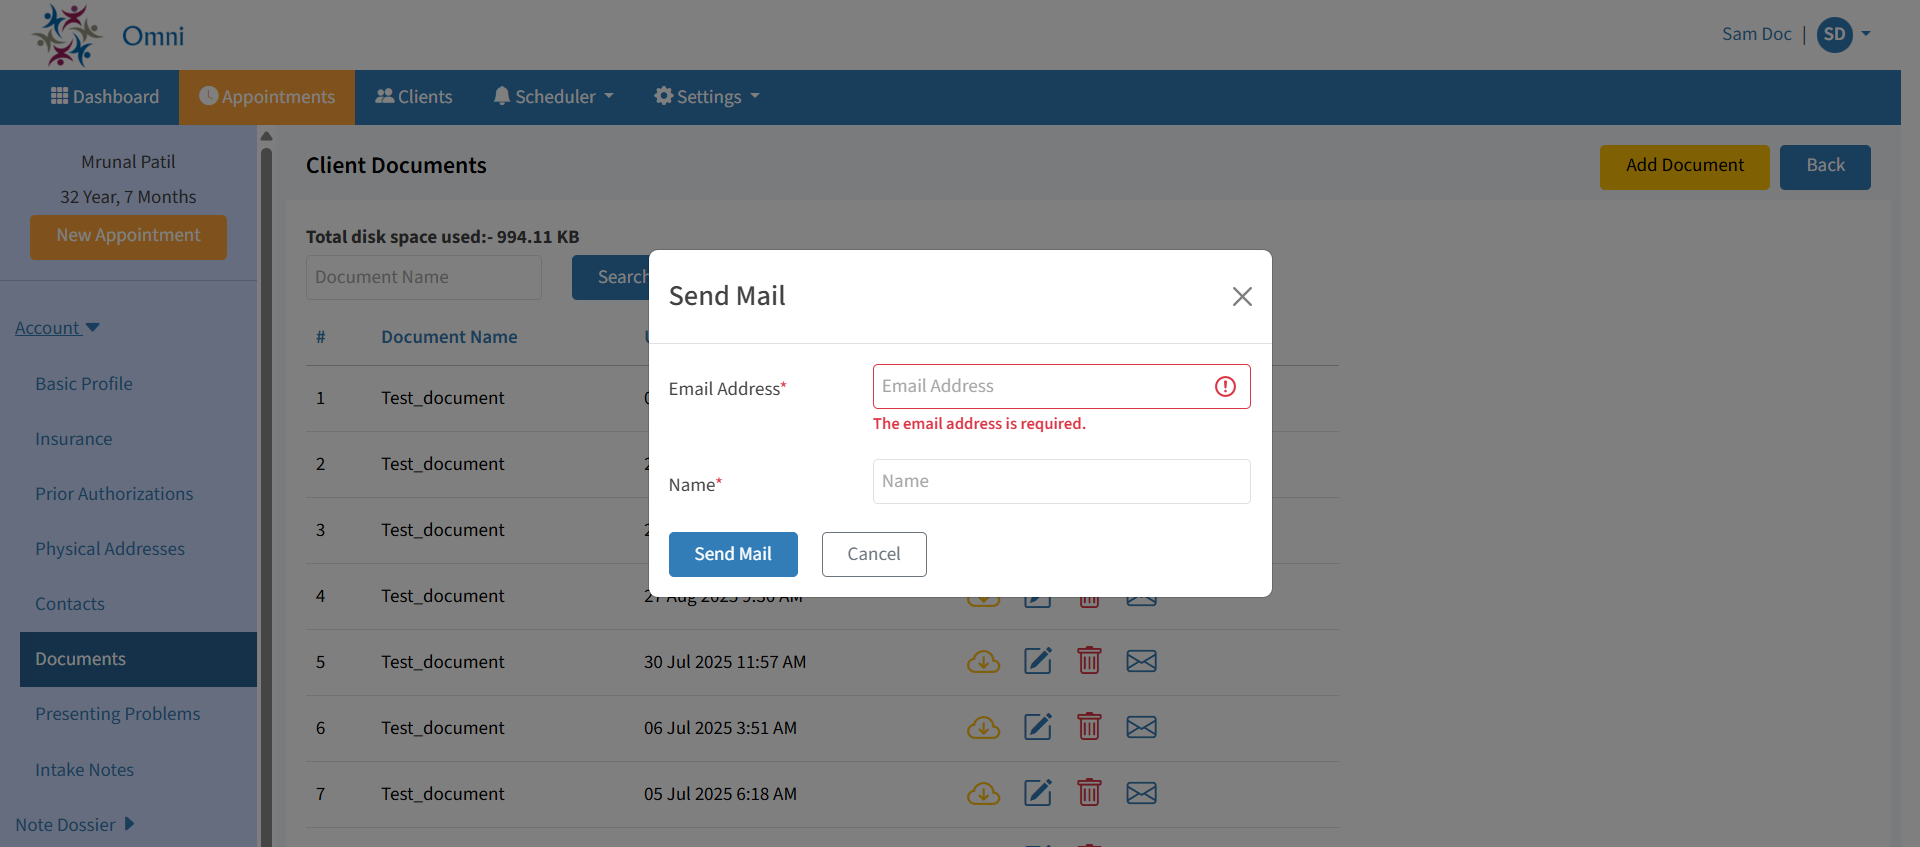 Omni
Sam Doc | SD
Dashboard Appointments Clients Scheduler Settings
Mrunal Patil
32 Year, 7 Months
New Appointment
Account
Basic Profile
Insurance
Prior Authorizations
Physical Addresses
Contacts
Documents
Presenting Problems
Intake Notes
Note Dossier
Client Documents
Add Document Back
Total disk space used:- 994.11 KB
Document Name Search
# Document Name
1 Test_document
2 Test_document
3 Test_document
4 Test_document 27 Aug 2025 9:36 AM
5 Test_document 30 Jul 2025 11:57 AM
6 Test_document 06 Jul 2025 3:51 AM
7 Test_document 05 Jul 2025 6:18 AM
Send Mail
Email Address* Email Address
The email address is required.
Name* Name
Send Mail Cancel